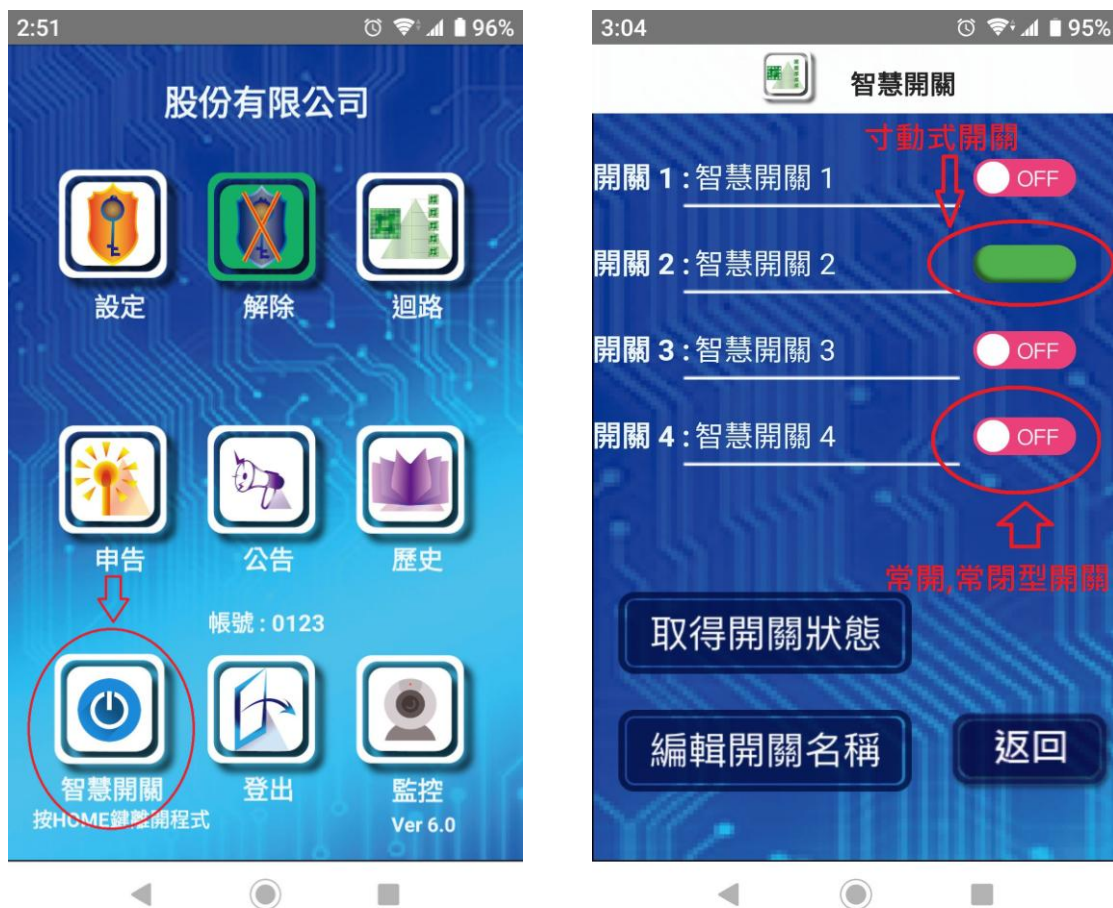 2:51
96%
股份有限公司
設定
解除
迴路
申告
公告
歷史
帳號 : 0123
智慧開關
登出
監控
按HOME鍵離開程式
Ver 6.0
3:04
95%
智慧開關
寸動式開關
開關 1 : 智慧開關 1
OFF
開關 2 : 智慧開關 2
開關 3 : 智慧開關 3
OFF
開關 4 : 智慧開關 4
OFF
常開,常閉型開關
取得開關狀態
編輯開關名稱
返回